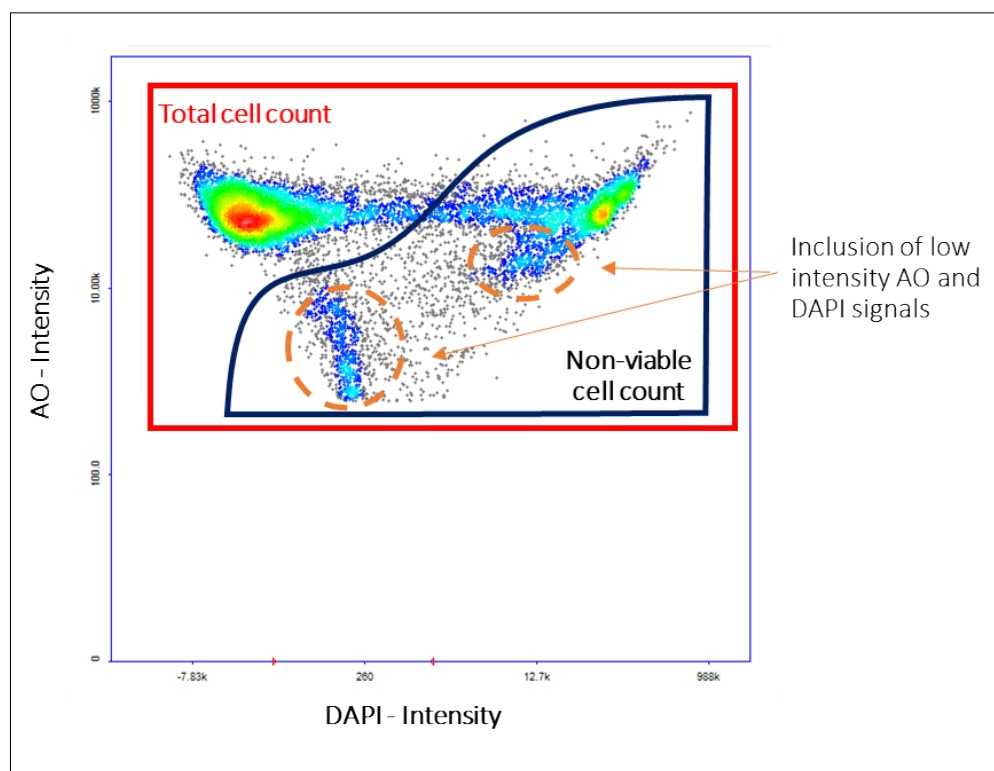 Total cell count
1000k
10.00k
100.0
0
AO - Intensity
Inclusion of low
intensity AO and
DAPI signals
Non-viable
cell count
-7.83k
260
12.7k
988k
DAPI - Intensity